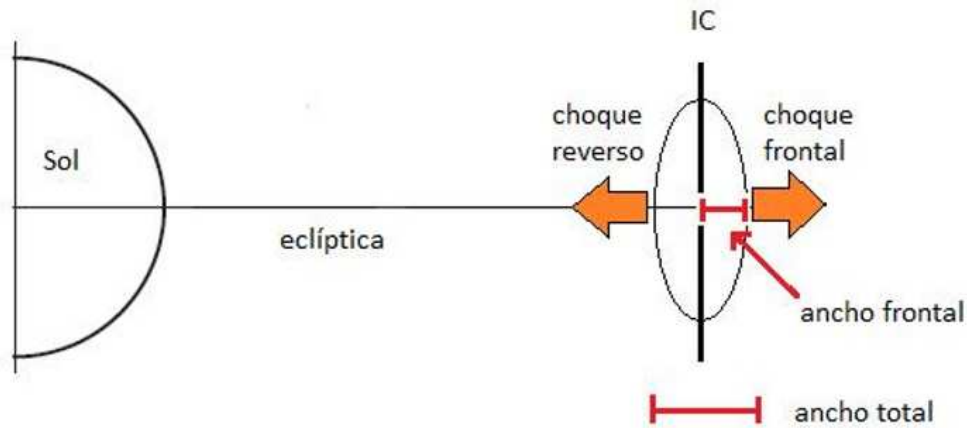 IC
choque
reverso
choque
frontal
Sol
eclíptica
ancho frontal
ancho total